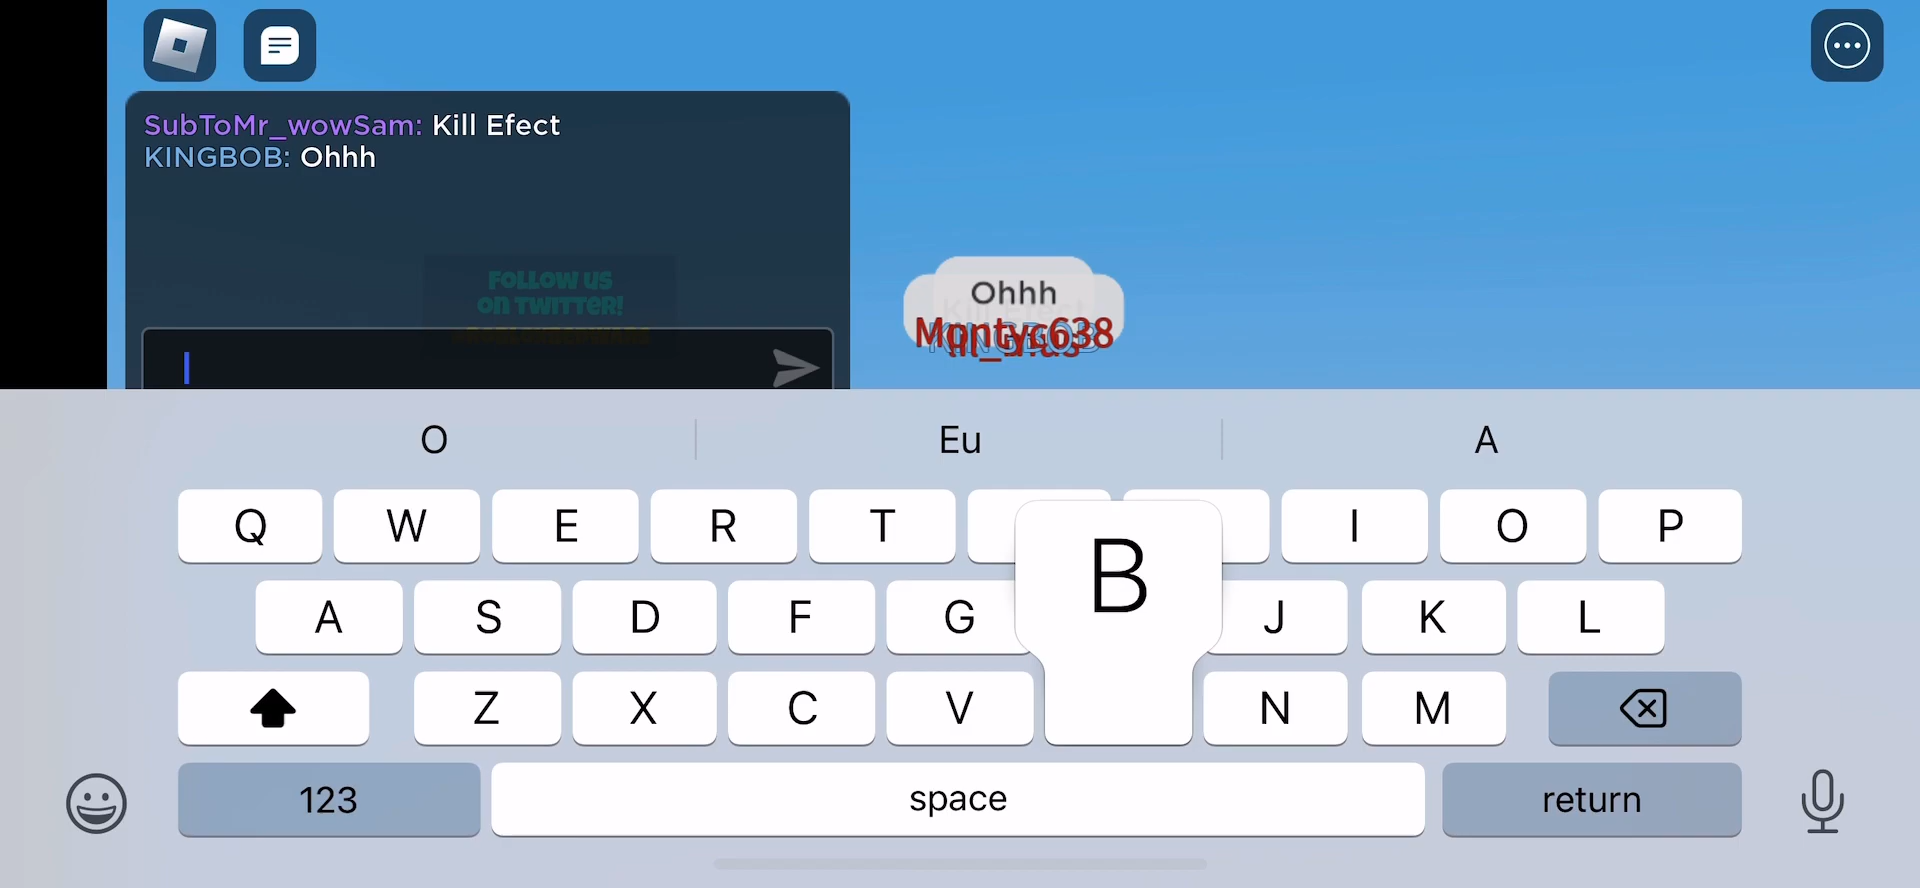 SubToMr_wowSam: Kill Efect
KINGBOB: Ohhh
FOLLOW US
ON TWITTER!
Ohhh
Montyc638
O
Eu
A
Q W E R T I O P
A S D F G J K L
B
Z X C V N M
123
space
return